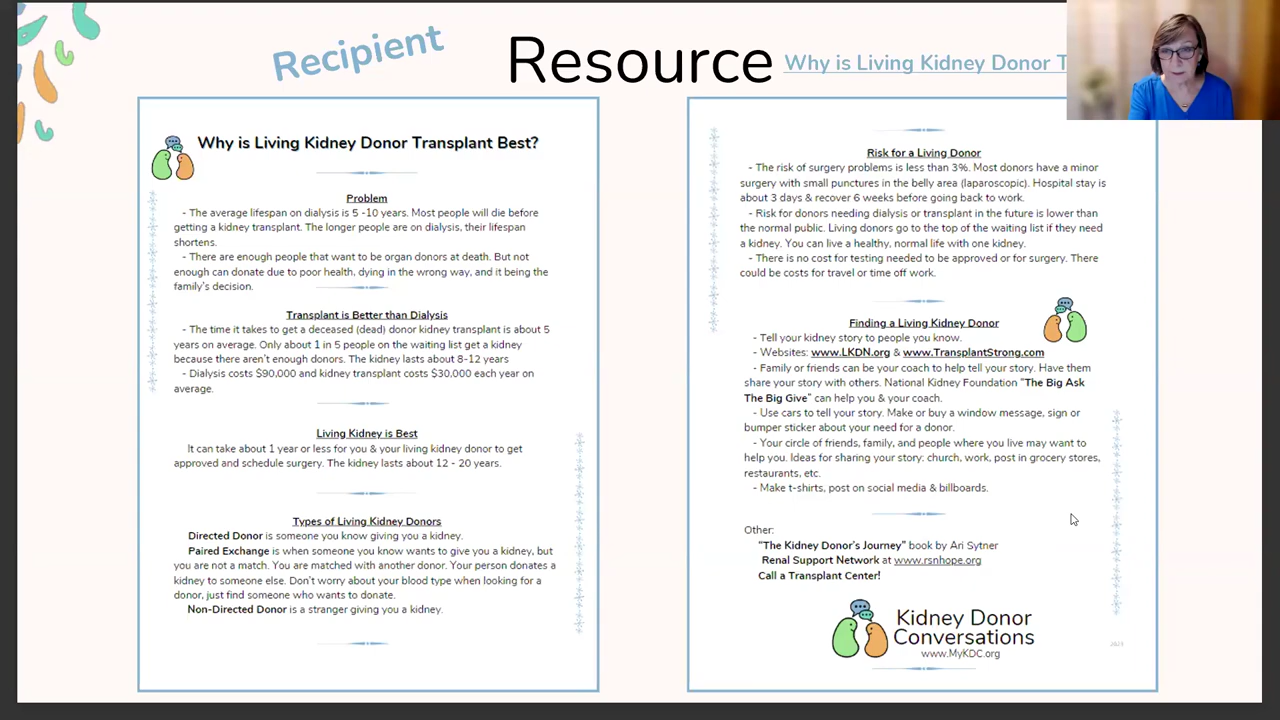 Recipient
Resource
Why is Living Kidney Donor T
Why is Living Kidney Donor Transplant Best?
Problem
- The average lifespan on dialysis is 5 -10 years. Most people will die before
getting a kidney transplant. The longer people are on dialysis, their lifespan
shortens.
- There are enough people that want to be organ donors at death. But not
enough can donate due to poor health, dying in the wrong way, and it being the
family's decision.
Transplant is Better than Dialysis
- The time it takes to get a deceased (dead) donor kidney transplant is about 5
years on average. Only about 1 in 5 people on the waiting list get a kidney
because there aren't enough donors. The kidney lasts about 8-12 years
- Dialysis costs $90,000 and kidney transplant costs $30,000 each year on
average.
Living Kidney is Best
It can take about 1 year or less for you & your living kidney donor to get
approved and schedule surgery. The kidney lasts about 12 - 20 years.
Types of Living Kidney Donors
Directed Donor is someone you know giving you a kidney.
Paired Exchange is when someone you know wants to give you a kidney, but
you are not a match. You are matched with another donor. Your person donates a
kidney to someone else. Don't worry about your blood type when looking for a
donor, just find someone who wants to donate.
Non-Directed Donor is a stranger giving you a kidney.
Risk for a Living Donor
- The risk of surgery problems is less than 3%. Most donors have a minor
surgery with small punctures in the belly area (laparoscopic). Hospital stay is
about 3 days & recover 6 weeks before going back to work.
- Risk for donors needing dialysis or transplant in the future is lower than
the normal public. Living donors go to the top of the waiting list if they need
a kidney. You can live a healthy, normal life with one kidney.
- There is no cost for testing needed to be approved or for surgery. There
could be costs for travel or time off work.
Finding a Living Kidney Donor
- Tell your kidney story to people you know.
- Websites: www.LKDN.org & www.TransplantStrong.com
- Family or friends can be your coach to help tell your story. Have them
share your story with others. National Kidney Foundation "The Big Ask
The Big Give" can help you & your coach.
- Use cars to tell your story. Make or buy a window message, sign or
bumper sticker about your need for a donor.
- Your circle of friends, family, and people where you live may want to
help you. Ideas for sharing your story: church, work, post in grocery stores,
restaurants, etc.
- Make t-shirts, post on social media & billboards.
Other:
"The Kidney Donor's Journey" book by Ari Sytner
Renal Support Network at www.rsnhope.org
Call a Transplant Center!
Kidney Donor
Conversations
www.MyKDC.org